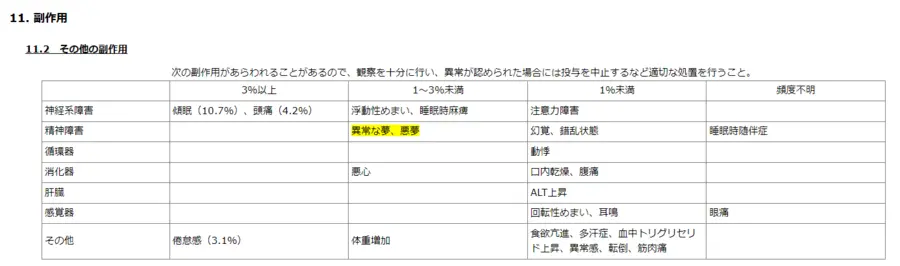 11. 副作用
11.2 その他の副作用
次の副作用があらわれることがあるので、観察を十分に行い、異常が認められた場合には投与を中止するなど適切な処置を行うこと。
3％以上 1～3％未満 1％未満 頻度不明
神経系障害 傾眠（10.7％）、頭痛（4.2％） 浮動性めまい、睡眠時麻痺 注意力障害
精神障害 異常な夢、悪夢 幻覚、錯乱状態 睡眠時随伴症
循環器 動悸
消化器 悪心 口内乾燥、腹痛
肝臓 ALT上昇
感覚器 回転性めまい、耳鳴 眼痛
その他 倦怠感（3.1％） 体重増加 食欲亢進、多汗症、血中トリグリセリ
ド上昇、異常感、転倒、筋肉痛